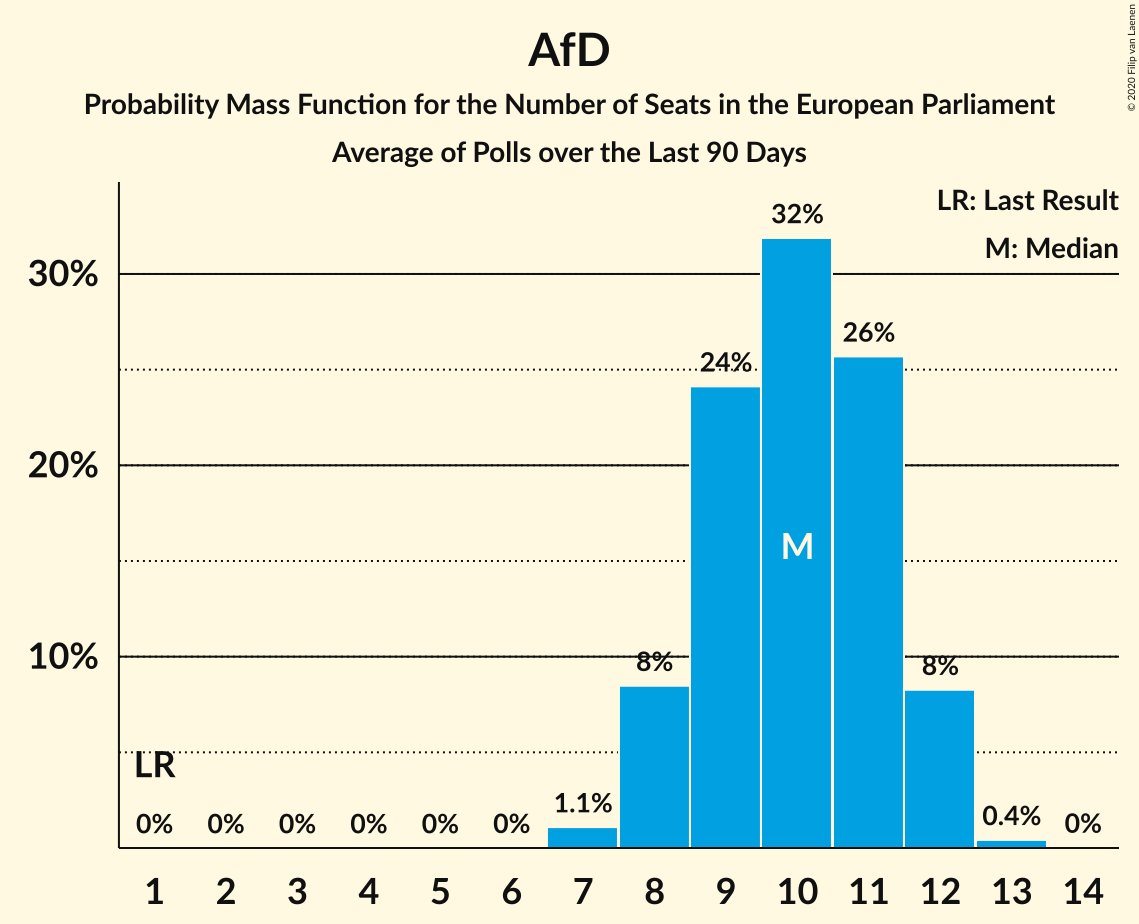 AfD
Probability Mass Function for the Number of Seats in the European Parliament
Average of Polls over the Last 90 Days
© 2020 Filip van Laenen
LR: Last Result
M: Median
30%
20%
10%
LR
0% 0% 0% 0% 0% 0% 1.1% 8% 24% 32% 26% 8% 0.4% 0%
M
1 2 3 4 5 6 7 8 9 10 11 12 13 14